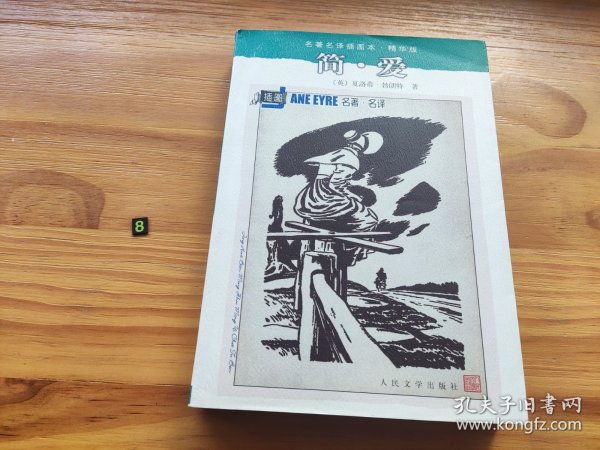 名著名译插图本·精华版
简·爱
〔英〕夏洛蒂 勃朗特 著
插图 JANE EYRE 名著·名译
人民文学出版社
8
孔夫子旧书网
www.kongfz.com